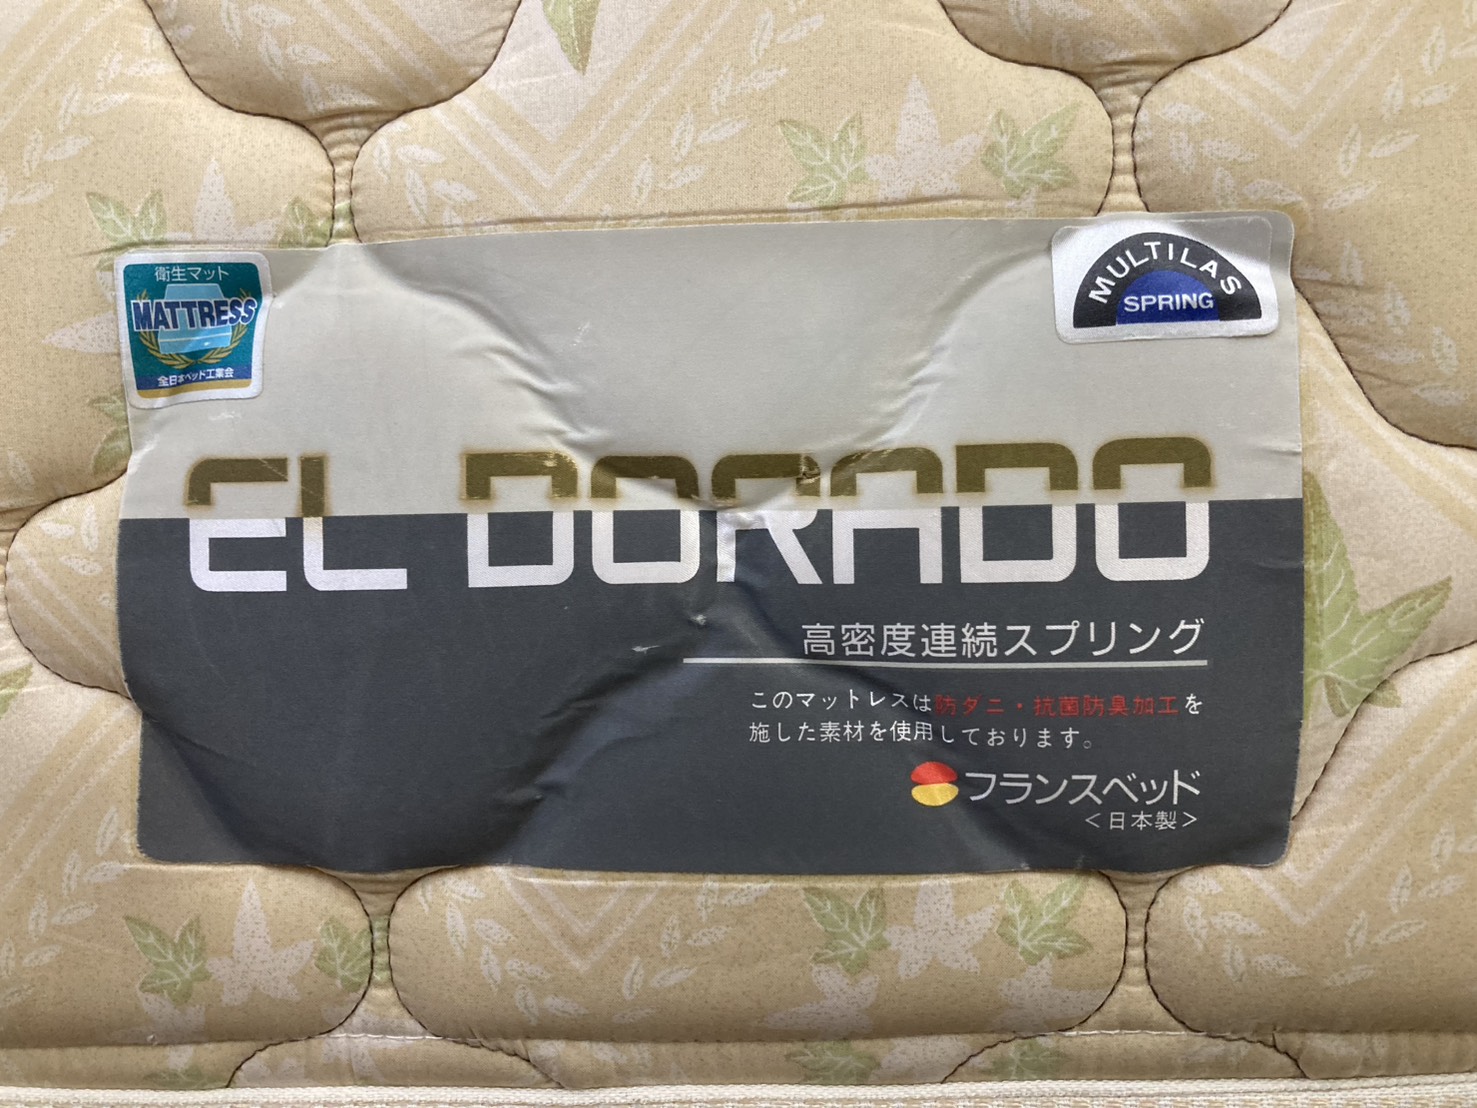 衛生マット
MATTRESS
全日本ベッド工業会
MULTILAS
SPRING
EL DORADO
高密度連続スプリング
このマットレスは防ダニ・抗菌防臭加工を
施した素材を使用しております。
フランスベッド
＜日本製＞